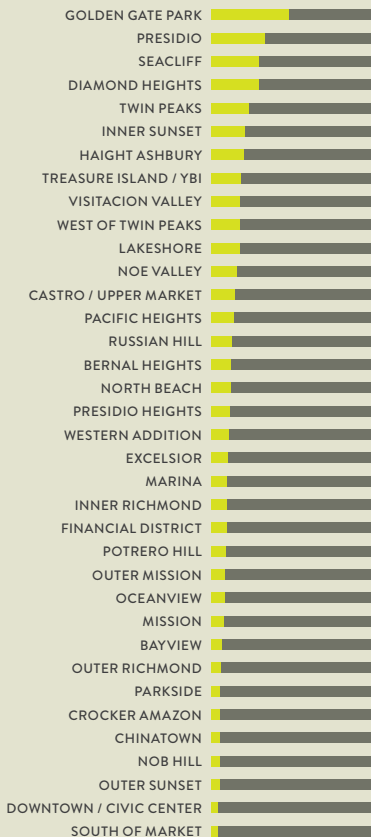 GOLDEN GATE PARK
PRESIDIO
SEACLIFF
DIAMOND HEIGHTS
TWIN PEAKS
INNER SUNSET
HAIGHT ASHBURY
TREASURE ISLAND / YBI
VISITACION VALLEY
WEST OF TWIN PEAKS
LAKESHORE
NOE VALLEY
CASTRO / UPPER MARKET
PACIFIC HEIGHTS
RUSSIAN HILL
BERNAL HEIGHTS
NORTH BEACH
PRESIDIO HEIGHTS
WESTERN ADDITION
EXCELSIOR
MARINA
INNER RICHMOND
FINANCIAL DISTRICT
POTRERO HILL
OUTER MISSION
OCEANVIEW
MISSION
BAYVIEW
OUTER RICHMOND
PARKSIDE
CROCKER AMAZON
CHINATOWN
NOB HILL
OUTER SUNSET
DOWNTOWN / CIVIC CENTER
SOUTH OF MARKET